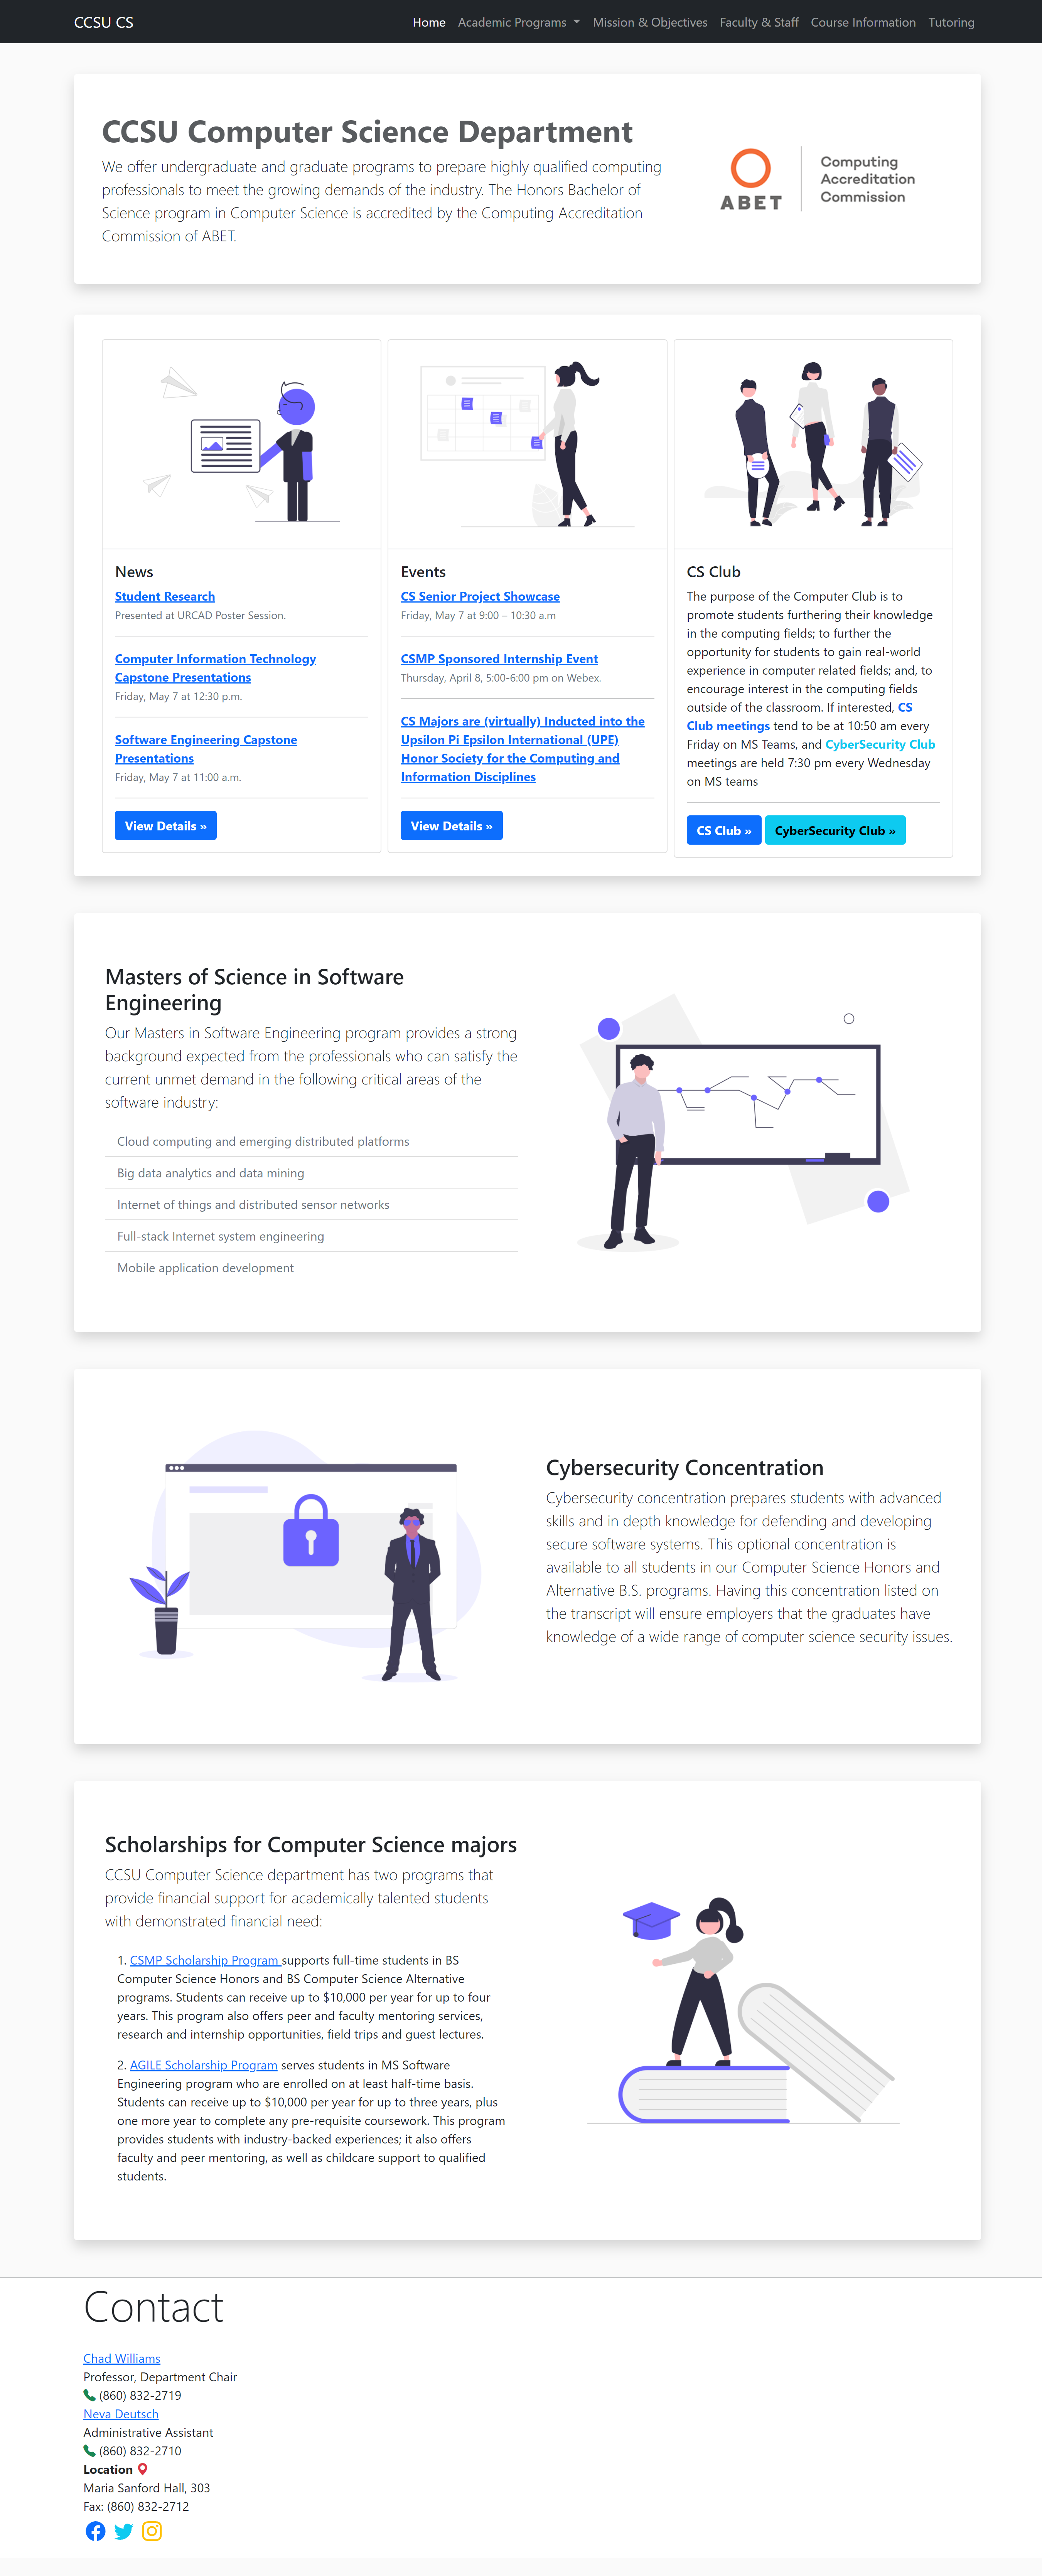 CCSU CS
Home Academic Programs Mission & Objectives Faculty & Staff Course Information Tutoring
CCSU Computer Science Department
We offer undergraduate and graduate programs to prepare highly qualified computing
professionals to meet the growing demands of the industry. The Honors Bachelor of
Science program in Computer Science is accredited by the Computing Accreditation
Commission of ABET.
ABET
Computing
Accreditation
Commission
News
Student Research
Presented at URCAD Poster Session.
Computer Information Technology
Capstone Presentations
Friday, May 7 at 12:30 p.m.
Software Engineering Capstone
Presentations
Friday, May 7 at 11:00 a.m.
View Details »
Events
CS Senior Project Showcase
Friday, May 7 at 9:00 – 10:30 a.m
CSMP Sponsored Internship Event
Thursday, April 8, 5:00-6:00 pm on Webex.
CS Majors are (virtually) Inducted into the
Upsilon Pi Epsilon International (UPE)
Honor Society for the Computing and
Information Disciplines
View Details »
CS Club
The purpose of the Computer Club is to
promote students furthering their knowledge
in the computing fields; to further the
opportunity for students to gain real-world
experience in computer related fields; and, to
encourage interest in the computing fields
outside of the classroom. If interested, CS
Club meetings tend to be at 10:50 am every
Friday on MS Teams, and CyberSecurity Club
meetings are held 7:30 pm every Wednesday
on MS teams
CS Club » CyberSecurity Club »
Masters of Science in Software
Engineering
Our Masters in Software Engineering program provides a strong
background expected from the professionals who can satisfy the
current unmet demand in the following critical areas of the
software industry:
Cloud computing and emerging distributed platforms
Big data analytics and data mining
Internet of things and distributed sensor networks
Full-stack Internet system engineering
Mobile application development
Cybersecurity Concentration
Cybersecurity concentration prepares students with advanced
skills and in depth knowledge for defending and developing
secure software systems. This optional concentration is
available to all students in our Computer Science Honors and
Alternative B.S. programs. Having this concentration listed on
the transcript will ensure employers that the graduates have
knowledge of a wide range of computer science security issues.
Scholarships for Computer Science majors
CCSU Computer Science department has two programs that
provide financial support for academically talented students
with demonstrated financial need:
1. CSMP Scholarship Program supports full-time students in BS
Computer Science Honors and BS Computer Science Alternative
programs. Students can receive up to $10,000 per year for up to four
years. This program also offers peer and faculty mentoring services,
research and internship opportunities, field trips and guest lectures.
2. AGILE Scholarship Program serves students in MS Software
Engineering program who are enrolled on at least half-time basis.
Students can receive up to $10,000 per year for up to three years, plus
one more year to complete any pre-requisite coursework. This program
provides students with industry-backed experiences; it also offers
faculty and peer mentoring, as well as childcare support to qualified
students.
Contact
Chad Williams
Professor, Department Chair
(860) 832-2719
Neva Deutsch
Administrative Assistant
(860) 832-2710
Location
Maria Sanford Hall, 303
Fax: (860) 832-2712